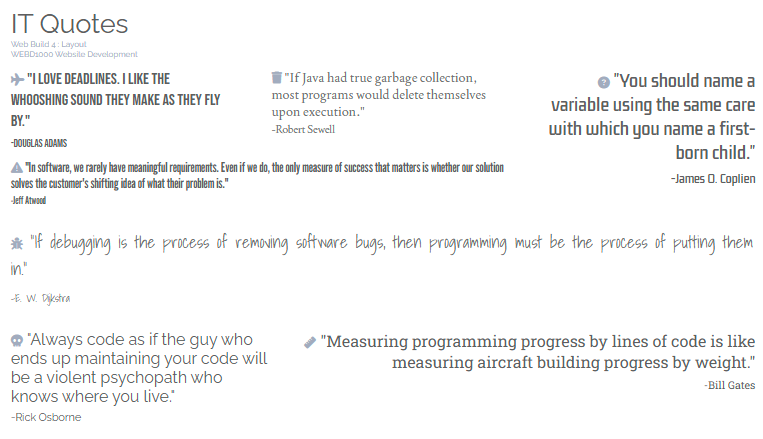 IT Quotes
Web Build 4 : Layout
WEBD1000 Website Development
"I LOVE DEADLINES. I LIKE THE
WHOOSHING SOUND THEY MAKE AS THEY FLY
BY."
-DOUGLAS ADAMS
"If Java had true garbage collection,
most programs would delete themselves
upon execution."
-Robert Sewell
"You should name a
variable using the same care
with which you name a first-
born child."
-James O. Coplien
"In software, we rarely have meaningful requirements. Even if we do, the only measure of success that matters is whether our solution
solves the customer's shifting idea of what their problem is."
-Jeff Atwood
"If debugging is the process of removing software bugs, then programming must be the process of putting them
in."
-E. W. Dijkstra
"Always code as if the guy who
ends up maintaining your code will
be a violent psychopath who
knows where you live."
-Rick Osborne
"Measuring programming progress by lines of code is like
measuring aircraft building progress by weight."
-Bill Gates